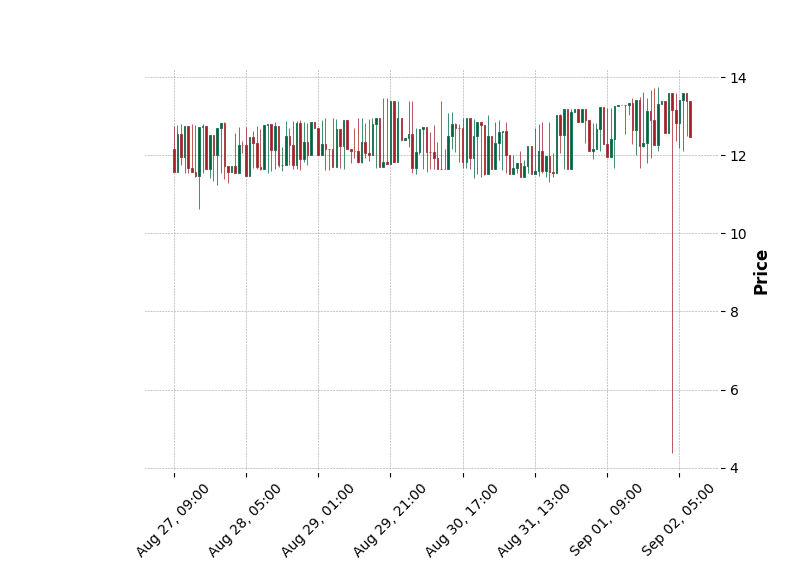 14
12
10
8
6
4
Price
Aug 27, 09:00
Aug 28, 05:00
Aug 29, 01:00
Aug 29, 21:00
Aug 30, 17:00
Aug 31, 13:00
Sep 01, 09:00
Sep 02, 05:00